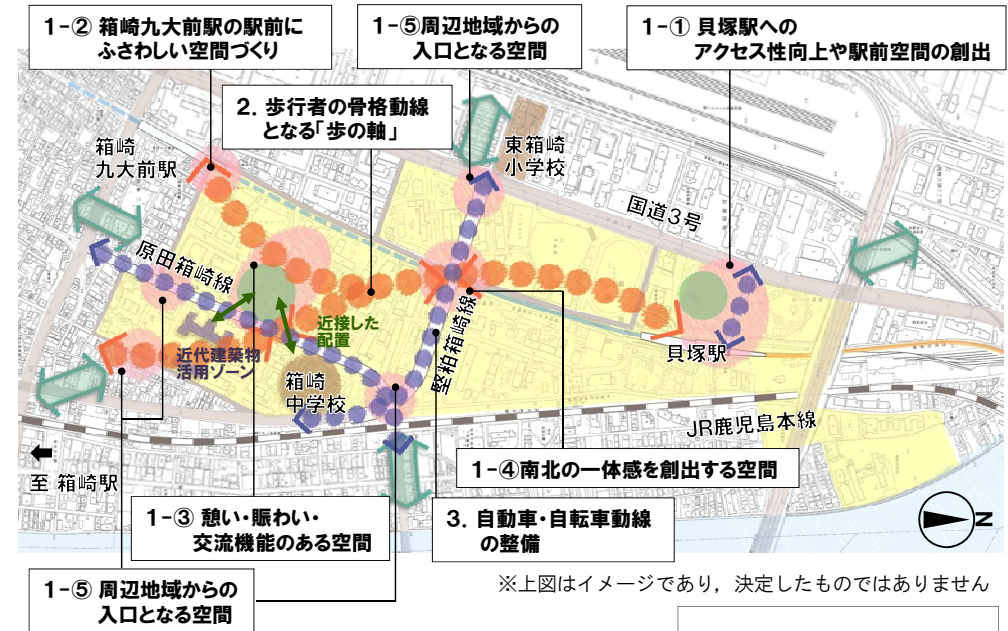 1-② 箱崎九大前駅の駅前に
ふさわしい空間づくり
1-⑤周辺地域からの
入口となる空間
1-① 貝塚駅への
アクセス性向上や駅前空間の創出
2. 歩行者の骨格動線
となる「歩の軸」
箱崎
九大前駅
東箱崎
小学校
国道3号
原田箱崎線
近接した
配置
堅粕箱崎線
近代建築物
活用ゾーン
箱崎
中学校
貝塚駅
JR鹿児島本線
至 箱崎駅
1-④南北の一体感を創出する空間
1-③ 憩い・賑わい・
交流機能のある空間
3. 自動車・自転車動線
の整備
N
1-⑤ 周辺地域からの
入口となる空間
※上図はイメージであり，決定したものではありません